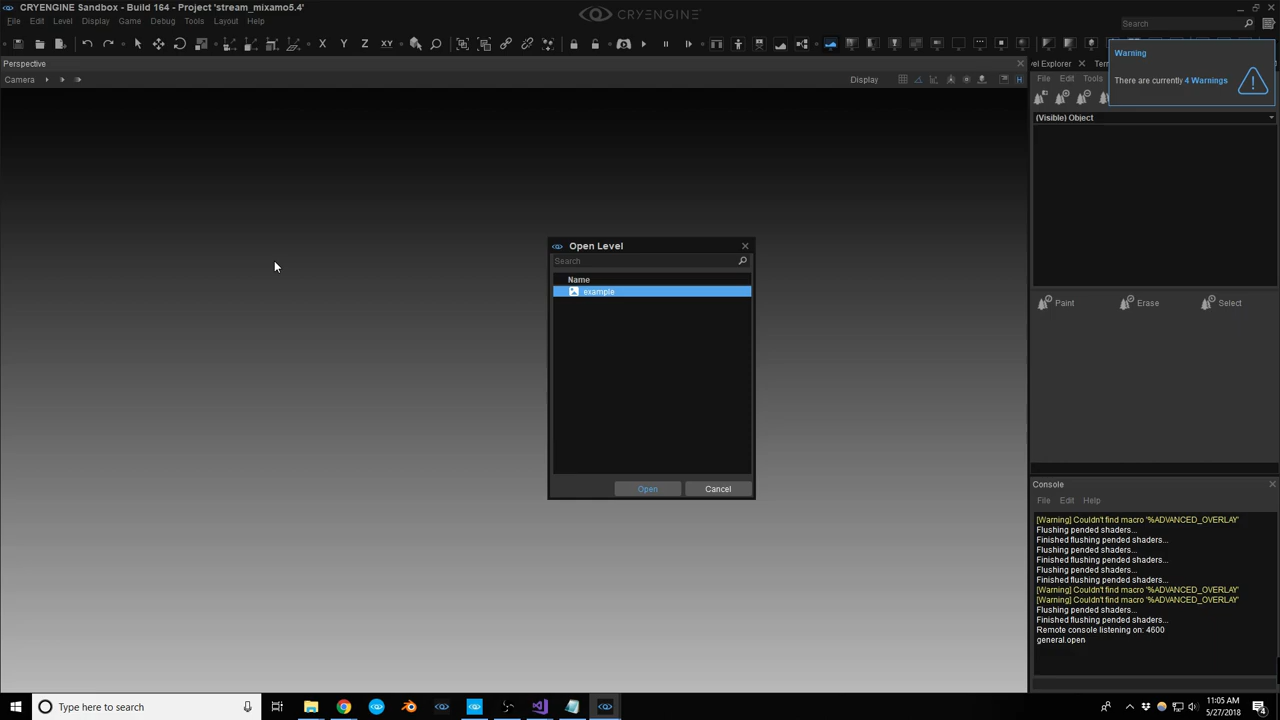 CRYENGINE Sandbox - Build 164 - Project 'stream_mixamo5.4'
CRYENGINE
File Edit Level Display Game Debug Tools Layout Help
Search
X Y Z XY
Perspective
Camera
Display
vel Explorer
Terr
Warning
There are currently 4 Warnings
File Edit Tools
(Visible) Object
Open Level
Search
Name
example
Open
Cancel
Paint
Erase
Select
Console
File Edit Help
[Warning] Couldn't find macro '%ADVANCED_OVERLAY'
Flushing pended shaders...
Finished flushing pended shaders...
Flushing pended shaders...
Finished flushing pended shaders...
Flushing pended shaders...
Finished flushing pended shaders...
[Warning] Couldn't find macro '%ADVANCED_OVERLAY'
[Warning] Couldn't find macro '%ADVANCED_OVERLAY'
Flushing pended shaders...
Finished flushing pended shaders...
Remote console listening on: 4600
general.open
Type here to search
11:05 AM
5/27/2018
4